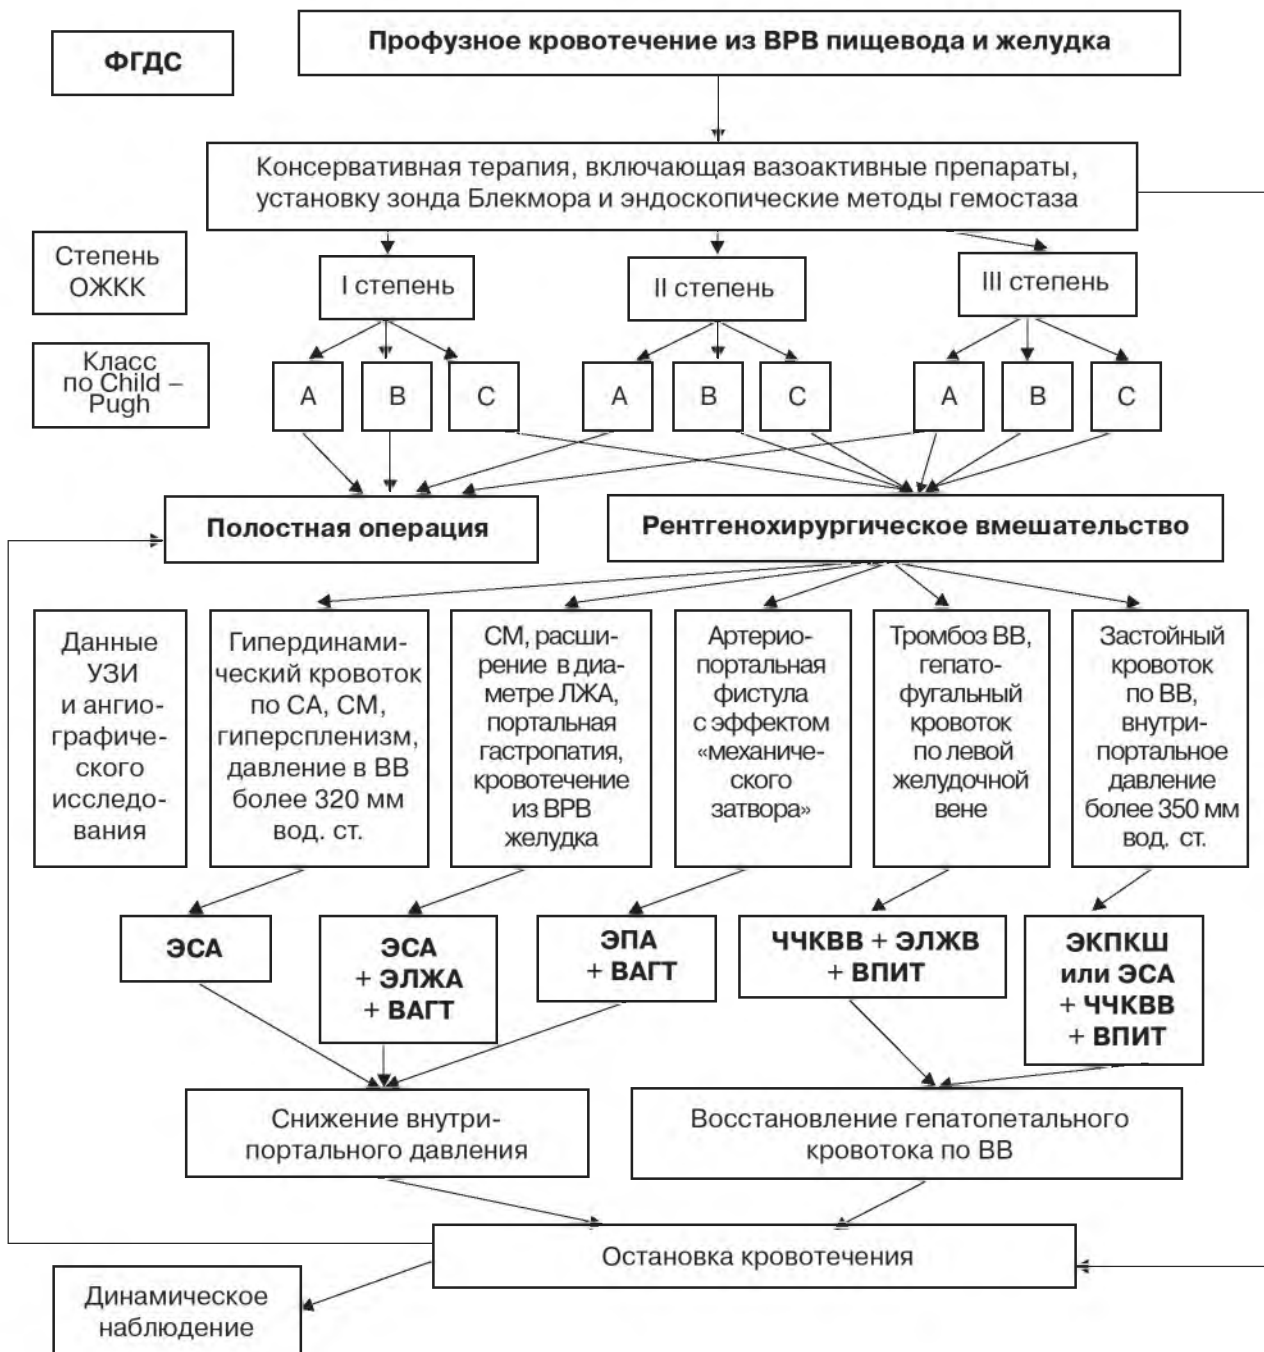 ФГДС
Профузное кровотечение из ВРВ пищевода и желудка
Консервативная терапия, включающая вазоактивные препараты,
установку зонда Блекмора и эндоскопические методы гемостаза
Степень
ОЖКК
I степень
II степень
III степень
Класс
по Child –
Pugh
А
В
С
А
В
С
А
В
С
Полостная операция
Рентгенохирургическое вмешательство
Данные
УЗИ
и ангио-
графиче-
ского
исследо-
вания
Гипердинами-
ческий кровоток
по СА, СМ,
гиперспленизм,
давление в ВВ
более 320 мм
вод. ст.
СМ, расши-
рение в диа-
метре ЛЖА,
портальная
гастропатия,
кровотечение
из ВРВ
желудка
Артерио-
портальная
фистула
с эффектом
«механиче-
ского
затвора»
Тромбоз ВВ,
гепато-
фугальный
кровоток
по левой
желудочной
вене
Застойный
кровоток
по ВВ,
внутри-
портальное
давление
более 350 мм
вод. ст.
ЭСА
ЭСА
+ ЭЛЖА
+ ВАГТ
ЭПА
+ ВАГТ
ЧЧКВВ + ЭЛЖВ
+ ВПИТ
ЭКПКШ
или ЭСА
+ ЧЧКВВ
+ ВПИТ
Снижение внутри-
портального давления
Восстановление гепатопетального
кровотока по ВВ
Остановка кровотечения
Динамическое
наблюдение